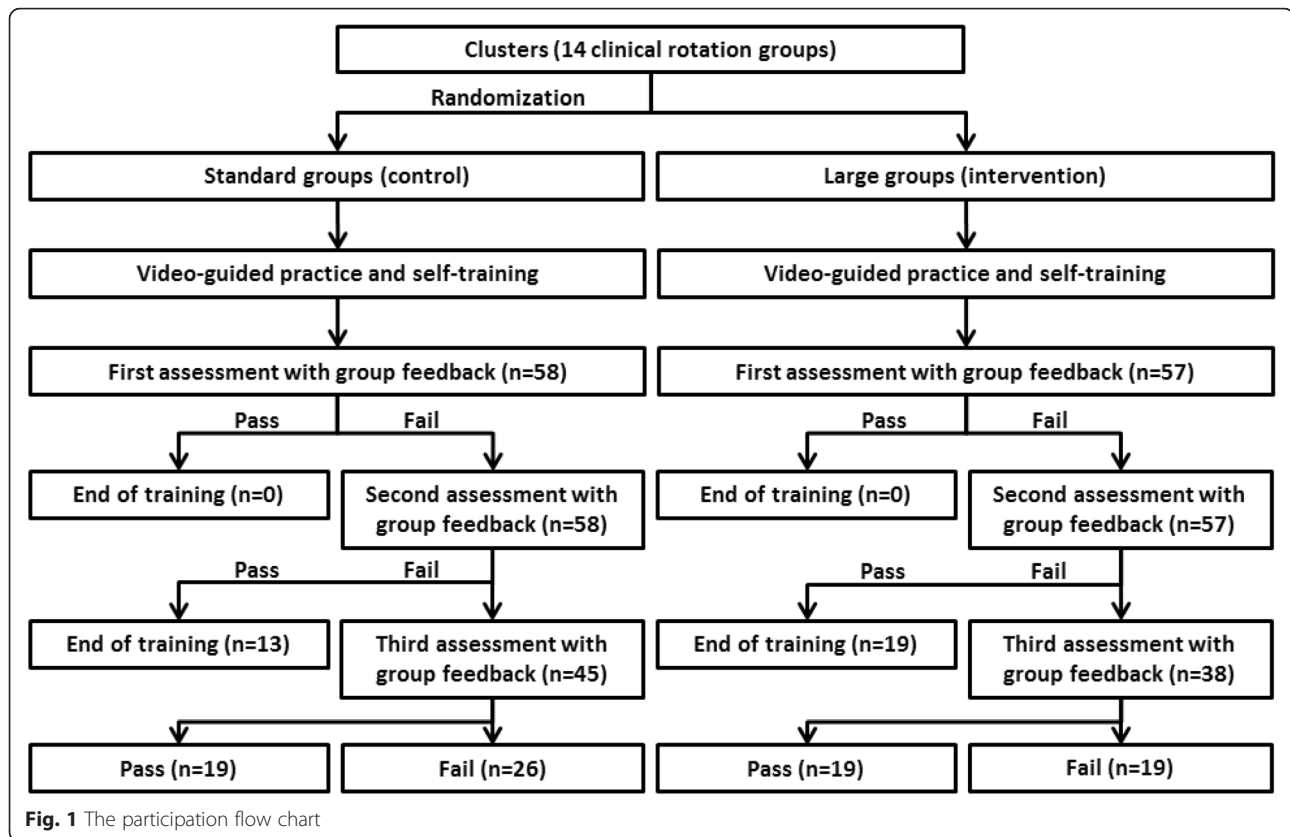 Clusters (14 clinical rotation groups)
Randomization
Standard groups (control)
Large groups (intervention)
Video-guided practice and self-training
Video-guided practice and self-training
First assessment with group feedback (n=58)
First assessment with group feedback (n=57)
Pass
Fail
Pass
Fail
End of training (n=0)
Second assessment with
group feedback (n=58)
End of training (n=0)
Second assessment with
group feedback (n=57)
Pass
Fail
Pass
Fail
End of training (n=13)
Third assessment with
group feedback (n=45)
End of training (n=19)
Third assessment with
group feedback (n=38)
Pass (n=19)
Fail (n=26)
Pass (n=19)
Fail (n=19)
Fig. 1 The participation flow chart